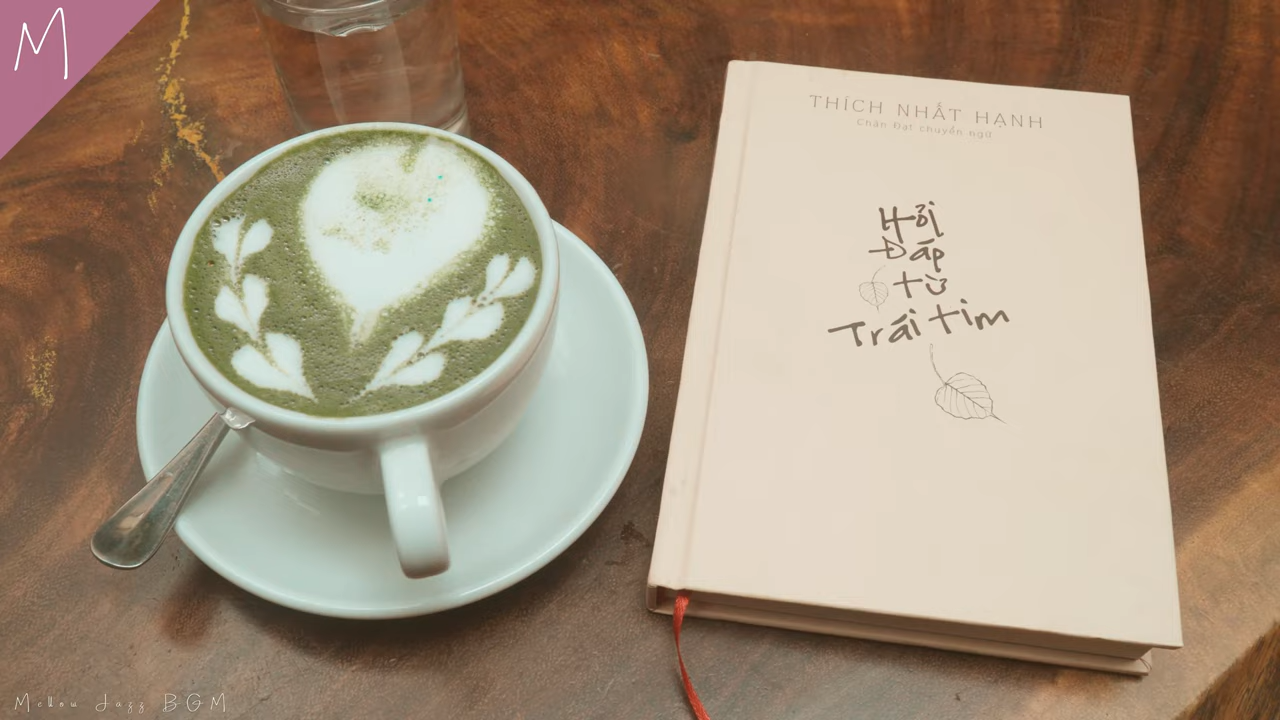 M
THÍCH NHẤT HẠNH
Chân Đạt chuyển ngữ
Hỏi
Đáp
từ
Trái tim
Mellow Jazz BGM